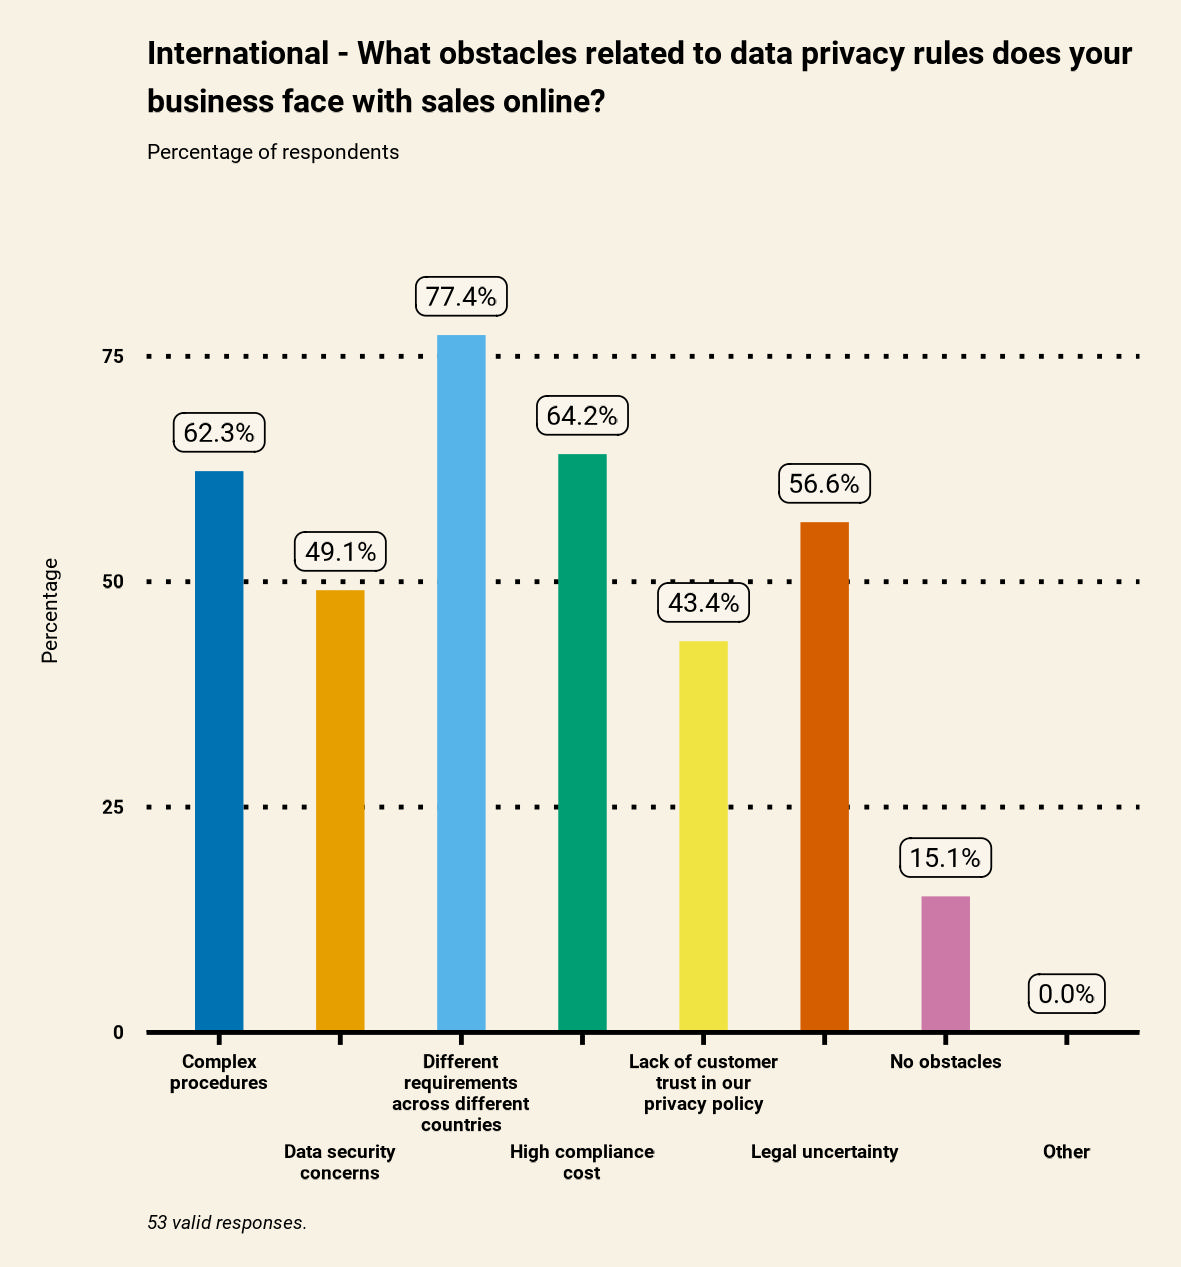 International - What obstacles related to data privacy rules does your
business face with sales online?
Percentage of respondents
77.4%
75
64.2%
62.3%
56.6%
49.1%
50
43.4%
Percentage
25
15.1%
0.0%
0
Complex
procedures
Different
requirements
across different
countries
Lack of customer
trust in our
privacy policy
No obstacles
Data security
concerns
High compliance
cost
Legal uncertainty
Other
53 valid responses.